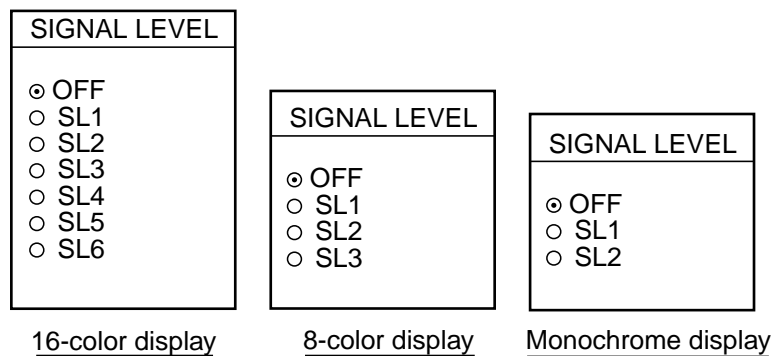 SIGNAL LEVEL
OFF
SL1
SL2
SL3
SL4
SL5
SL6
16-color display
SIGNAL LEVEL
OFF
SL1
SL2
SL3
8-color display
SIGNAL LEVEL
OFF
SL1
SL2
Monochrome display